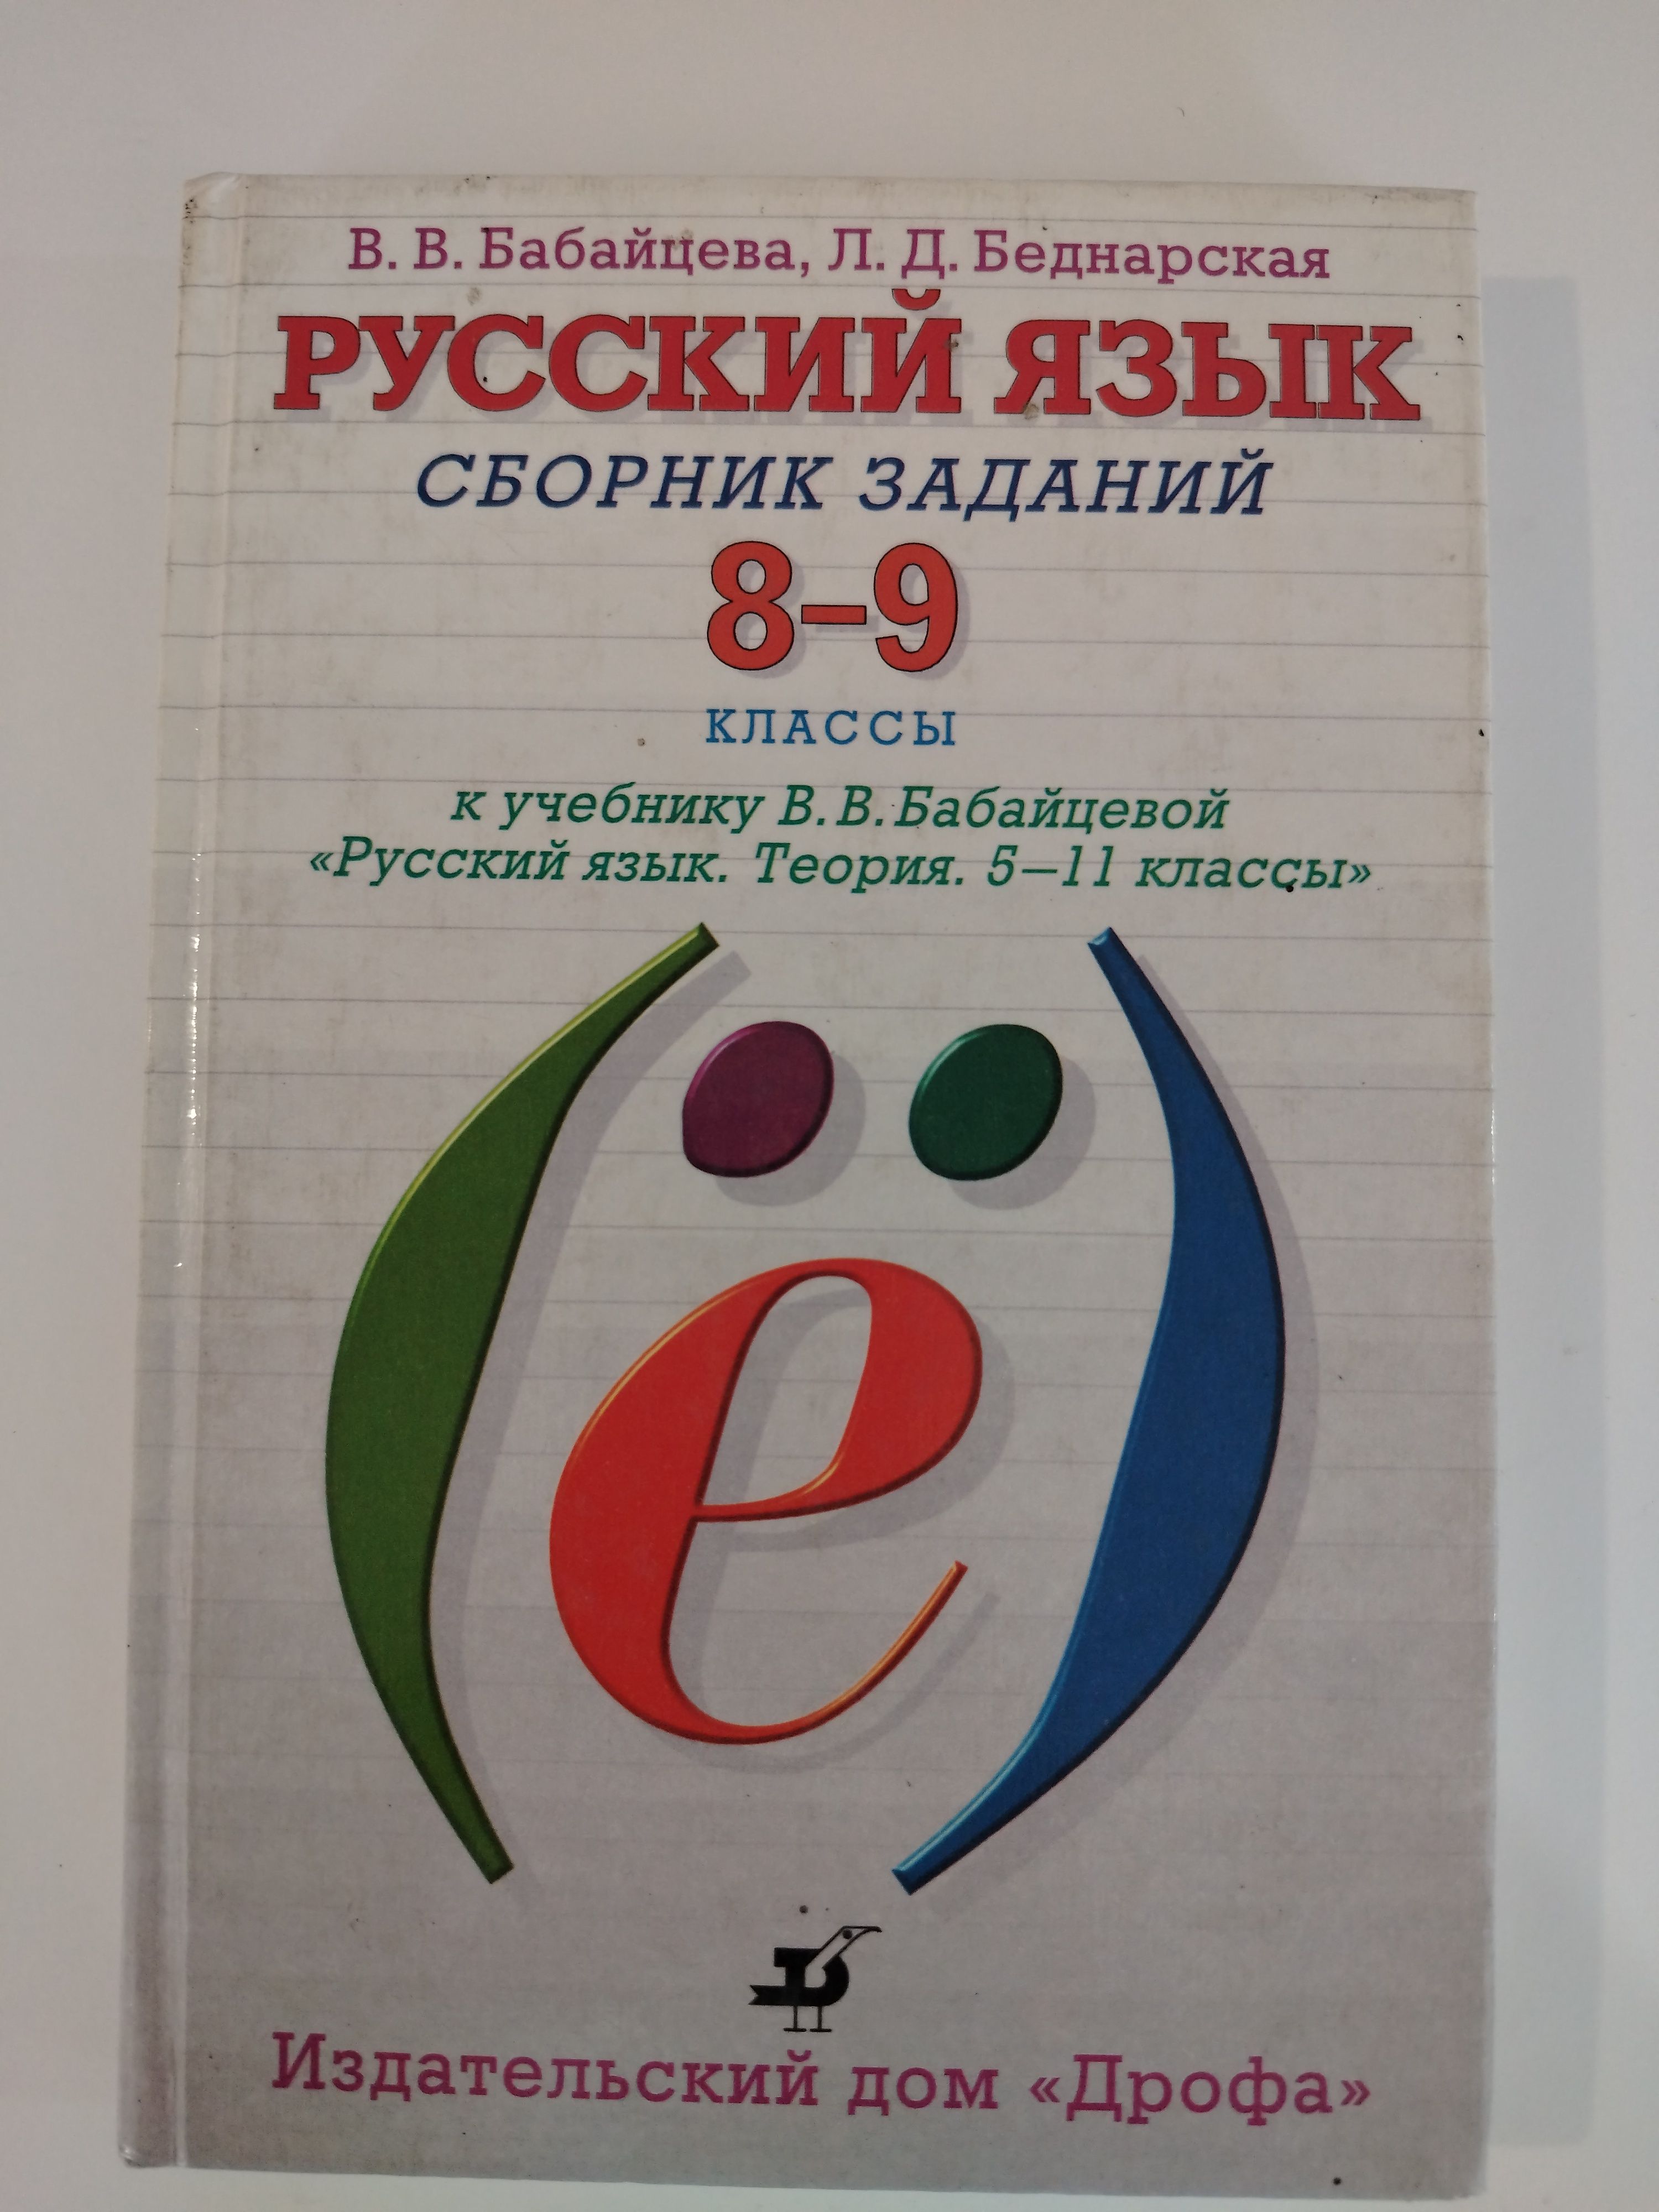 В. В. Бабайцева, Л. Д. Беднарская
РУССКИЙ ЯЗЫК
СБОРНИК ЗАДАНИЙ
8–9
КЛАССЫ
к учебнику В. В. Бабайцевой
«Русский язык. Теория. 5–11 классы»
(ё)
Издательский дом «Дрофа»